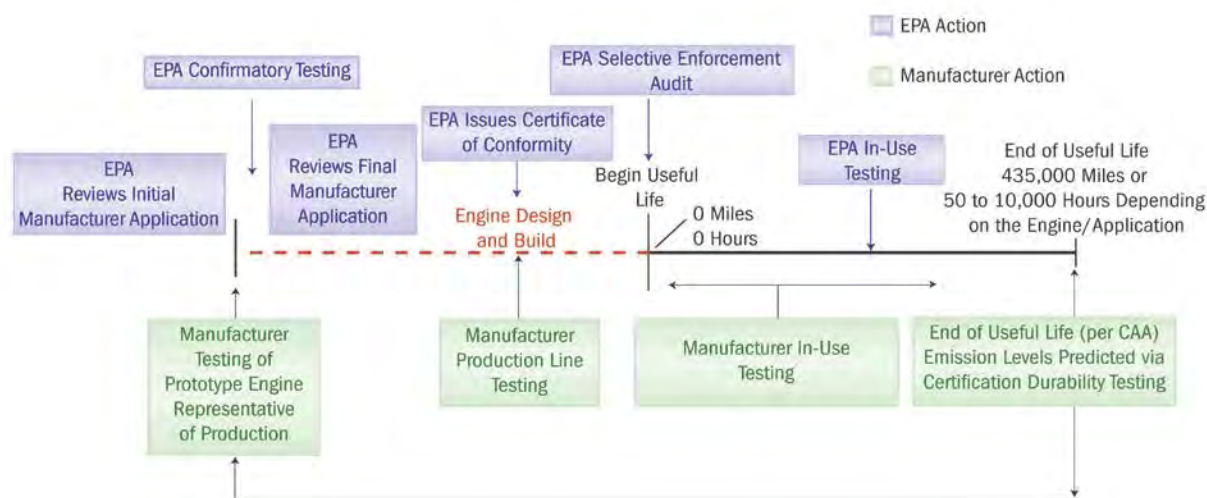 EPA Action
Manufacturer Action
EPA Confirmatory Testing
EPA Selective Enforcement
Audit
EPA
Reviews Initial
Manufacturer Application
EPA
Reviews Final
Manufacturer
Application
EPA Issues Certificate
of Conformity
Engine Design
and Build
Begin Useful
Life
0 Miles
0 Hours
EPA In-Use
Testing
End of Useful Life
435,000 Miles or
50 to 10,000 Hours Depending
on the Engine/Application
Manufacturer
Testing of
Prototype Engine
Representative
of Production
Manufacturer
Production Line
Testing
Manufacturer In-Use
Testing
End of Useful Life (per CAA)
Emission Levels Predicted via
Certification Durability Testing